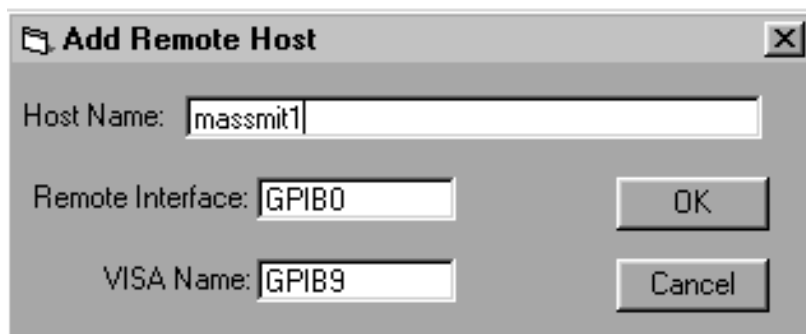 Add Remote Host
Host Name: massmit1
Remote Interface: GPIB0
OK
VISA Name: GPIB9
Cancel